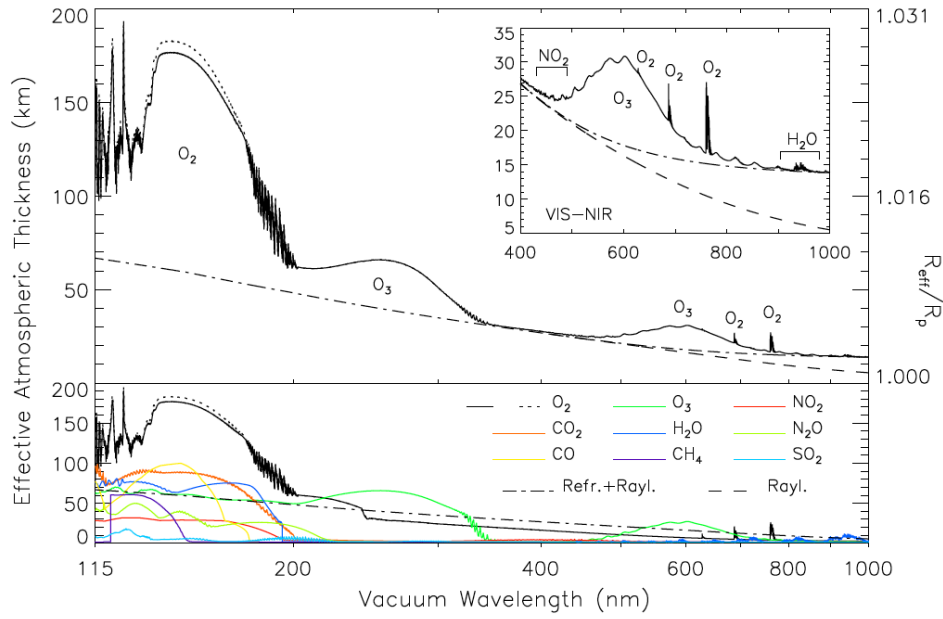 200
150
100
50
Effective Atmospheric Thickness (km)
1.031
1.016
1.000
R_eff/R_p
O₂
O₃
O₃
O₂
O₂
35
30
25
20
15
10
5
NO₂
O₂
O₂
O₂
O₃
H₂O
VIS−NIR
400 600 800 1000
200
150
100
50
0
O₂ O₃ NO₂
CO₂ H₂O N₂O
CO CH₄ SO₂
Refr.+Rayl. Rayl.
115 200 400 600 800 1000
Vacuum Wavelength (nm)